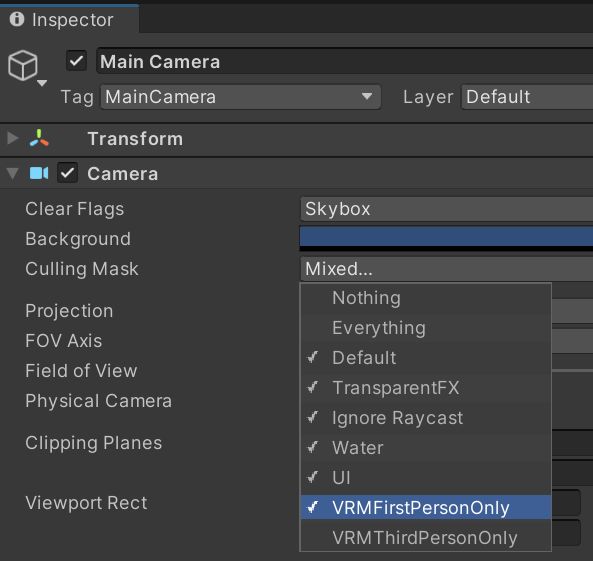 Inspector
Main Camera
Tag MainCamera Layer Default
Transform
Camera
Clear Flags Skybox
Background
Culling Mask Mixed...
Nothing
Everything
Default
TransparentFX
Ignore Raycast
Water
UI
VRMFirstPersonOnly
VRMThirdPersonOnly
Projection
FOV Axis
Field of View
Physical Camera
Clipping Planes
Viewport Rect